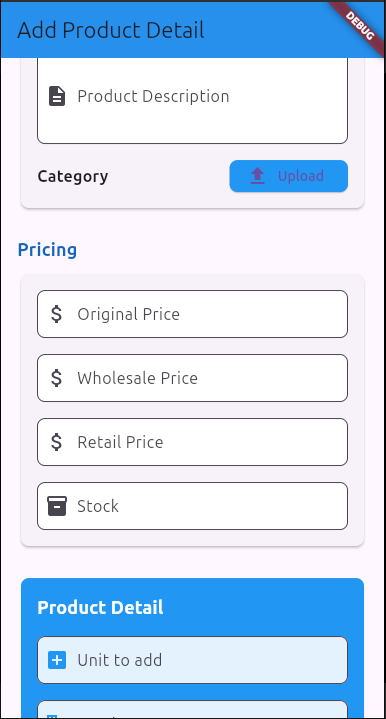 Add Product Detail
DEBUG
Product Description
Category
Upload
Pricing
Original Price
Wholesale Price
Retail Price
Stock
Product Detail
Unit to add